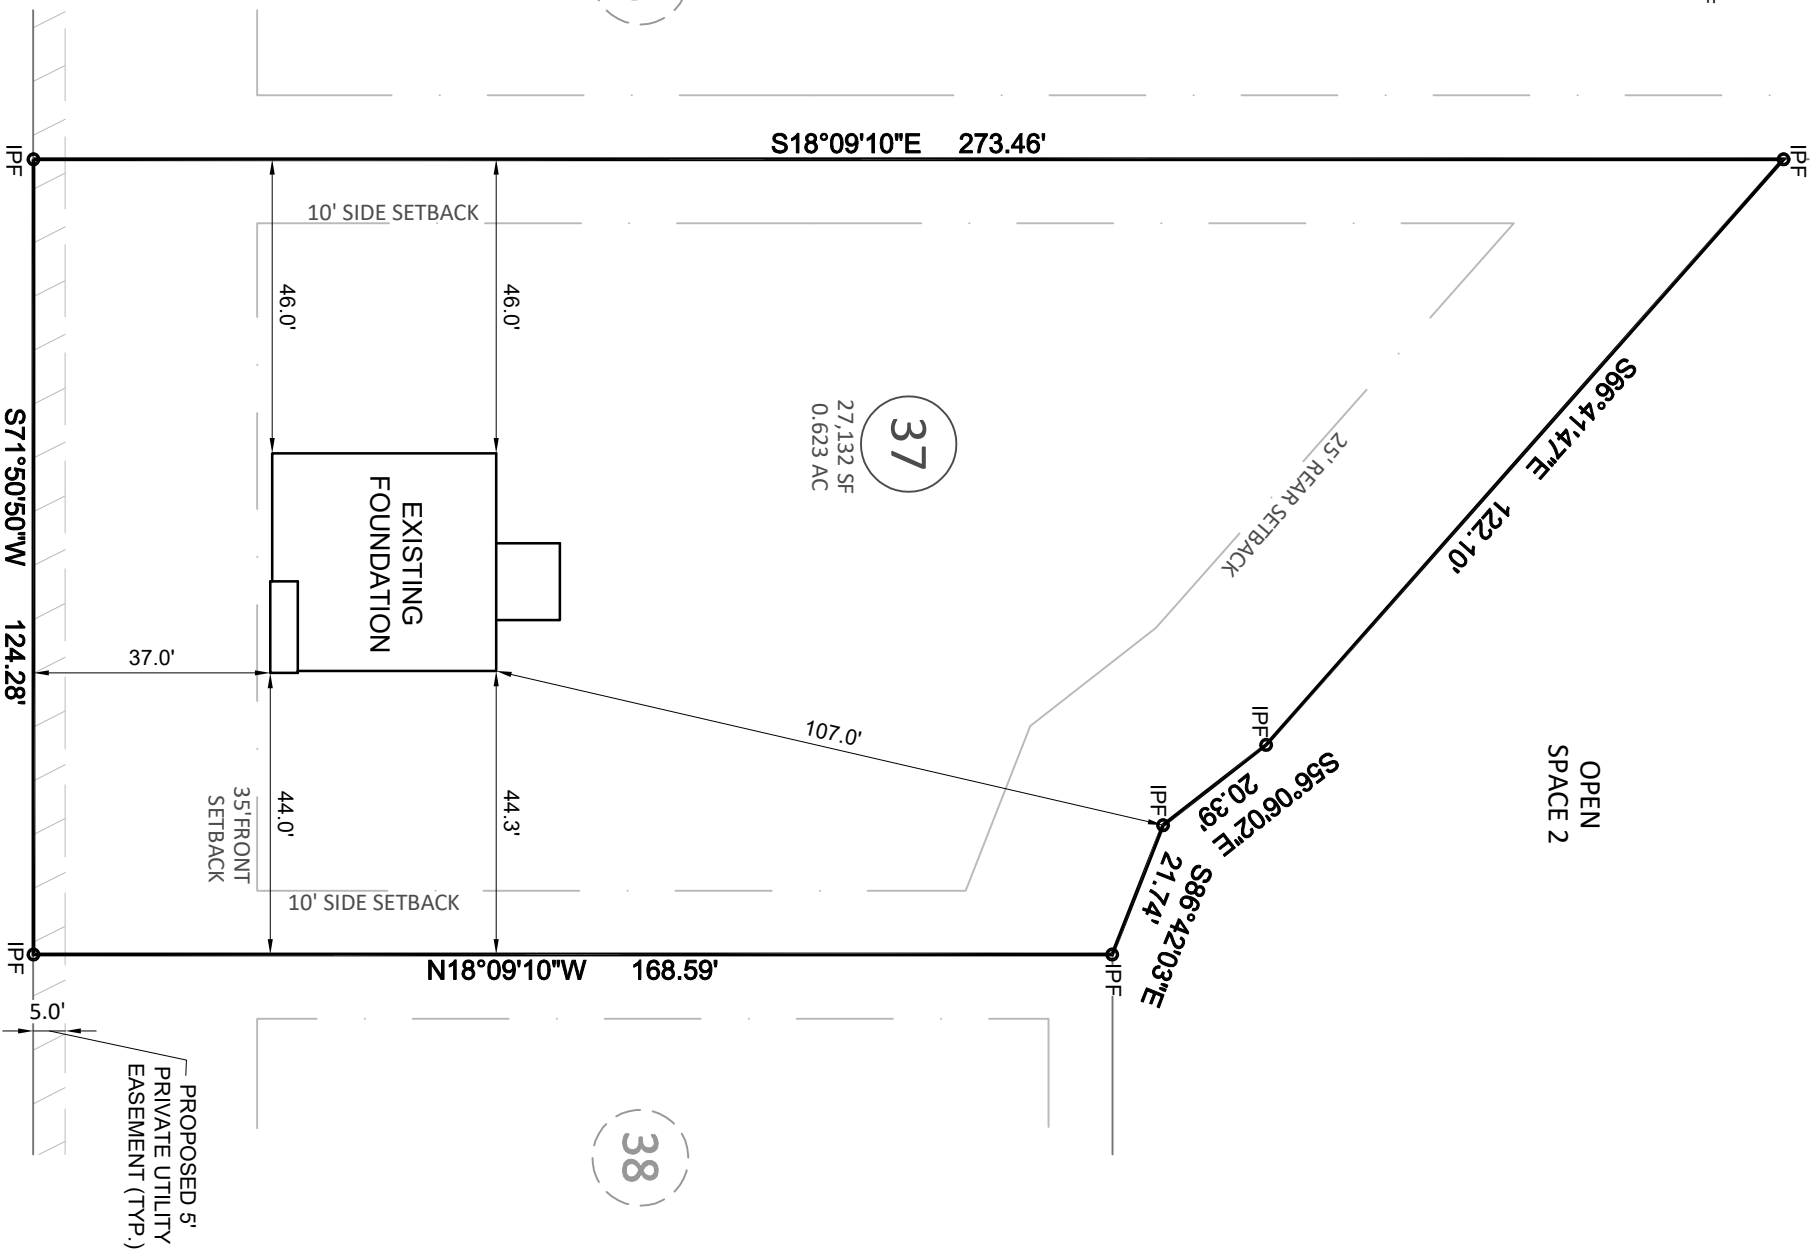 S18°09'10"E 273.46'
IPF
IPF
10' SIDE SETBACK
46.0'
46.0'
S66°41'47"E 122.10'
25' REAR SETBACK
37
27,132 SF
0.623 AC
EXISTING
FOUNDATION
S71°50'50"W 124.28'
37.0'
107.0'
IPF
S56°06'02"E
20.39'
OPEN
SPACE 2
IPF
S86°42'03"E
21.74'
44.0'
44.3'
35'FRONT
SETBACK
10' SIDE SETBACK
IPF
N18°09'10"W 168.59'
IPF
5.0'
PROPOSED 5'
PRIVATE UTILITY
EASEMENT (TYP.)
38